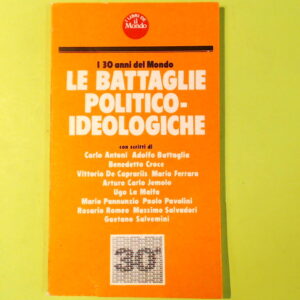 I LIBRI DE
il
Mondo
I 30 anni del Mondo
LE BATTAGLIE
POLITICO-
IDEOLOGICHE
con scritti di
Carlo Antoni Adolfo Battaglia
Benedetto Croce
Vittorio De Caprariis Mario Ferrara
Arturo Carlo Jemolo
Ugo La Malfa
Mario Pannunzio Paolo Pavolini
Rosario Romeo Massimo Salvadori
Gaetano Salvemini
30°